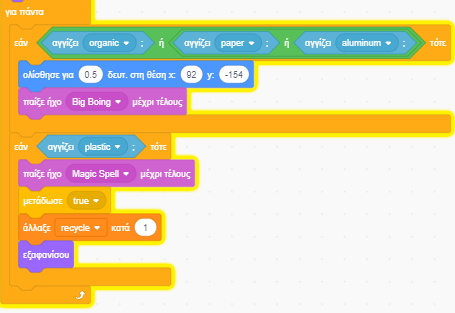 για πάντα
εάν αγγίζει organic ; ή αγγίζει paper ; ή αγγίζει aluminum ; τότε
ολίσθησε για 0.5 δευτ. στη θέση x: 92 y: -154
παίξε ήχο Big Boing μέχρι τέλους
εάν αγγίζει plastic ; τότε
παίξε ήχο Magic Spell μέχρι τέλους
μετάδωσε true
άλλαξε recycle κατά 1
εξαφανίσου